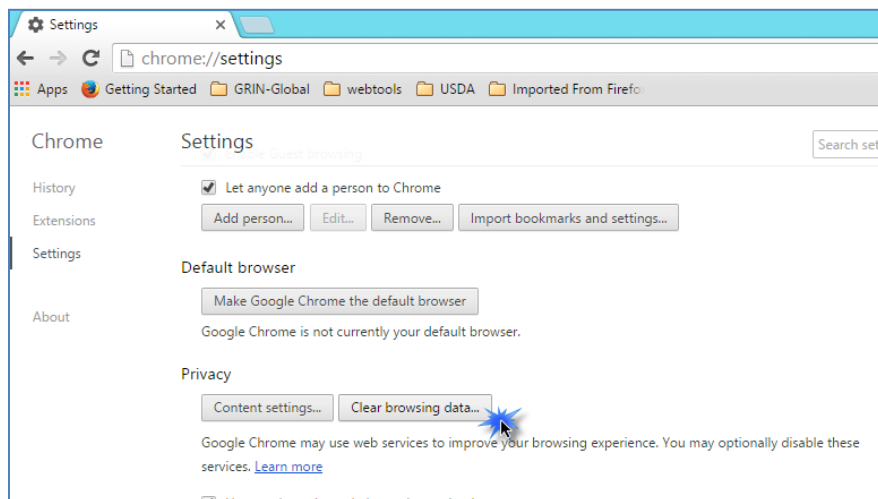 Settings
chrome://settings
Apps Getting Started GRIN-Global webtools USDA Imported From Firefo
Chrome
Settings
Search set
Enable Guest browsing
History
Let anyone add a person to Chrome
Extensions
Add person... Edit... Remove... Import bookmarks and settings...
Settings
Default browser
Make Google Chrome the default browser
About
Google Chrome is not currently your default browser.
Privacy
Content settings... Clear browsing data...
Google Chrome may use web services to improve your browsing experience. You may optionally disable these
services. Learn more